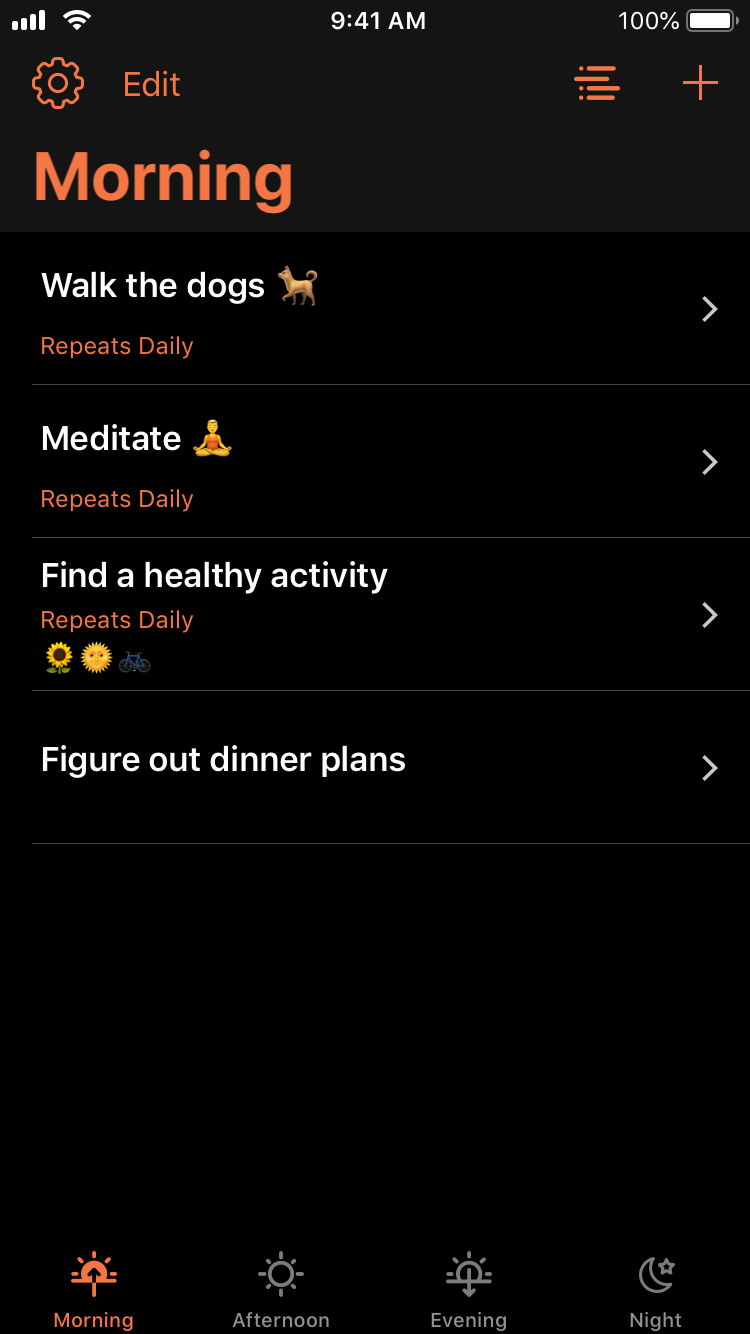 9:41 AM
100%
Edit
Morning
Walk the dogs 🐕
Repeats Daily
Meditate 🧘‍♂️
Repeats Daily
Find a healthy activity
Repeats Daily
🌻🌞🚲
Figure out dinner plans
Morning
Afternoon
Evening
Night